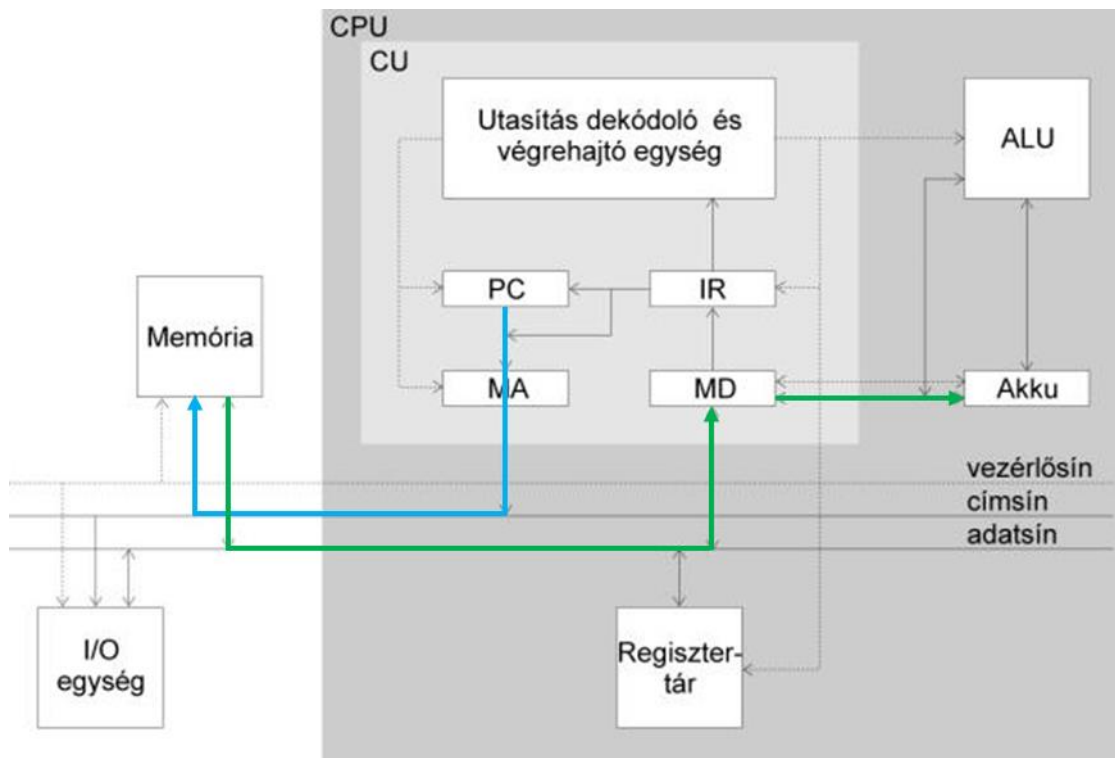 CPU
CU
Utasítás dekódoló és
végrehajtó egység
ALU
PC
IR
Memória
MA
MD
Akku
vezérlősín
címsín
adatsín
I/O
egység
Regiszter-
tár